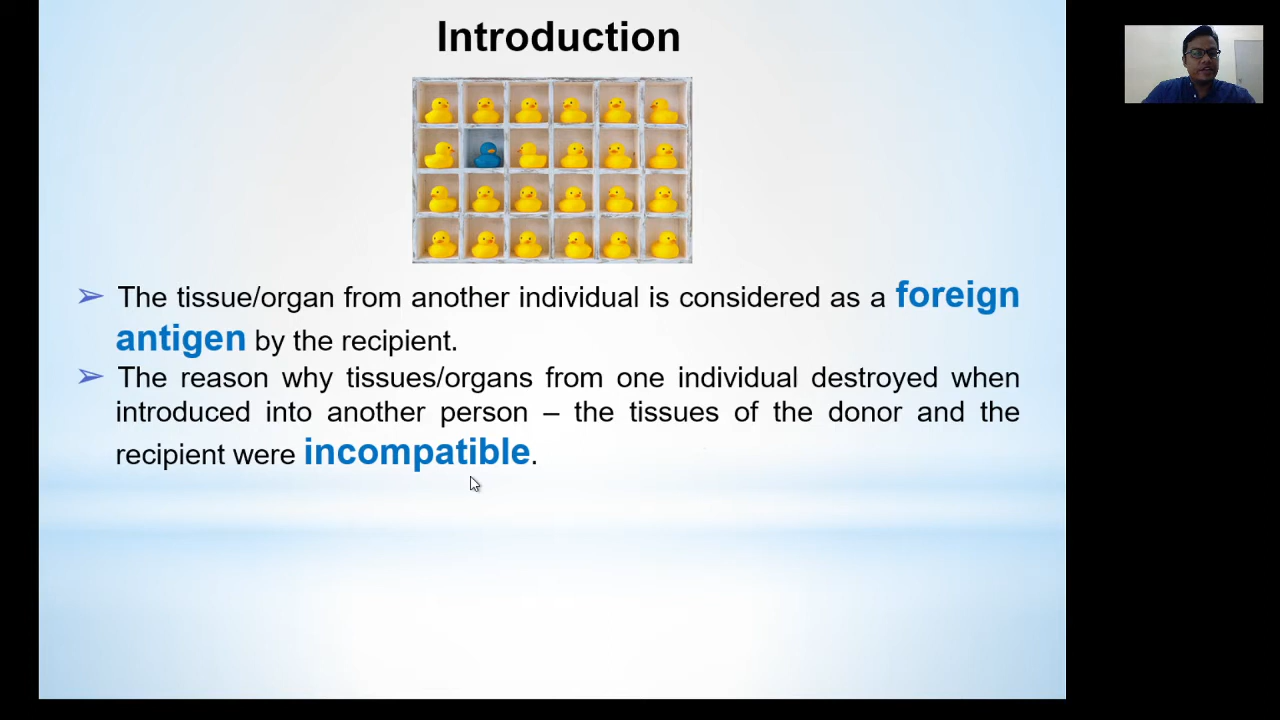 Introduction
➢ The tissue/organ from another individual is considered as a foreign
antigen by the recipient.
➢ The reason why tissues/organs from one individual destroyed when
introduced into another person – the tissues of the donor and the
recipient were incompatible.